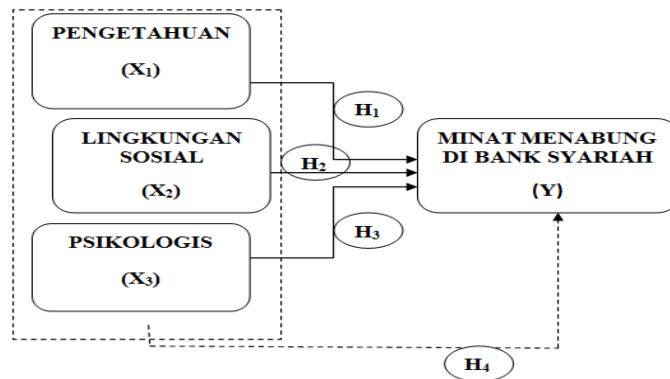 PENGETAHUAN
(X₁)
H₁
LINGKUNGAN
SOSIAL
(X₂)
H₂
MINAT MENABUNG
DI BANK SYARIAH
(Y)
PSIKOLOGIS
(X₃)
H₃
H₄